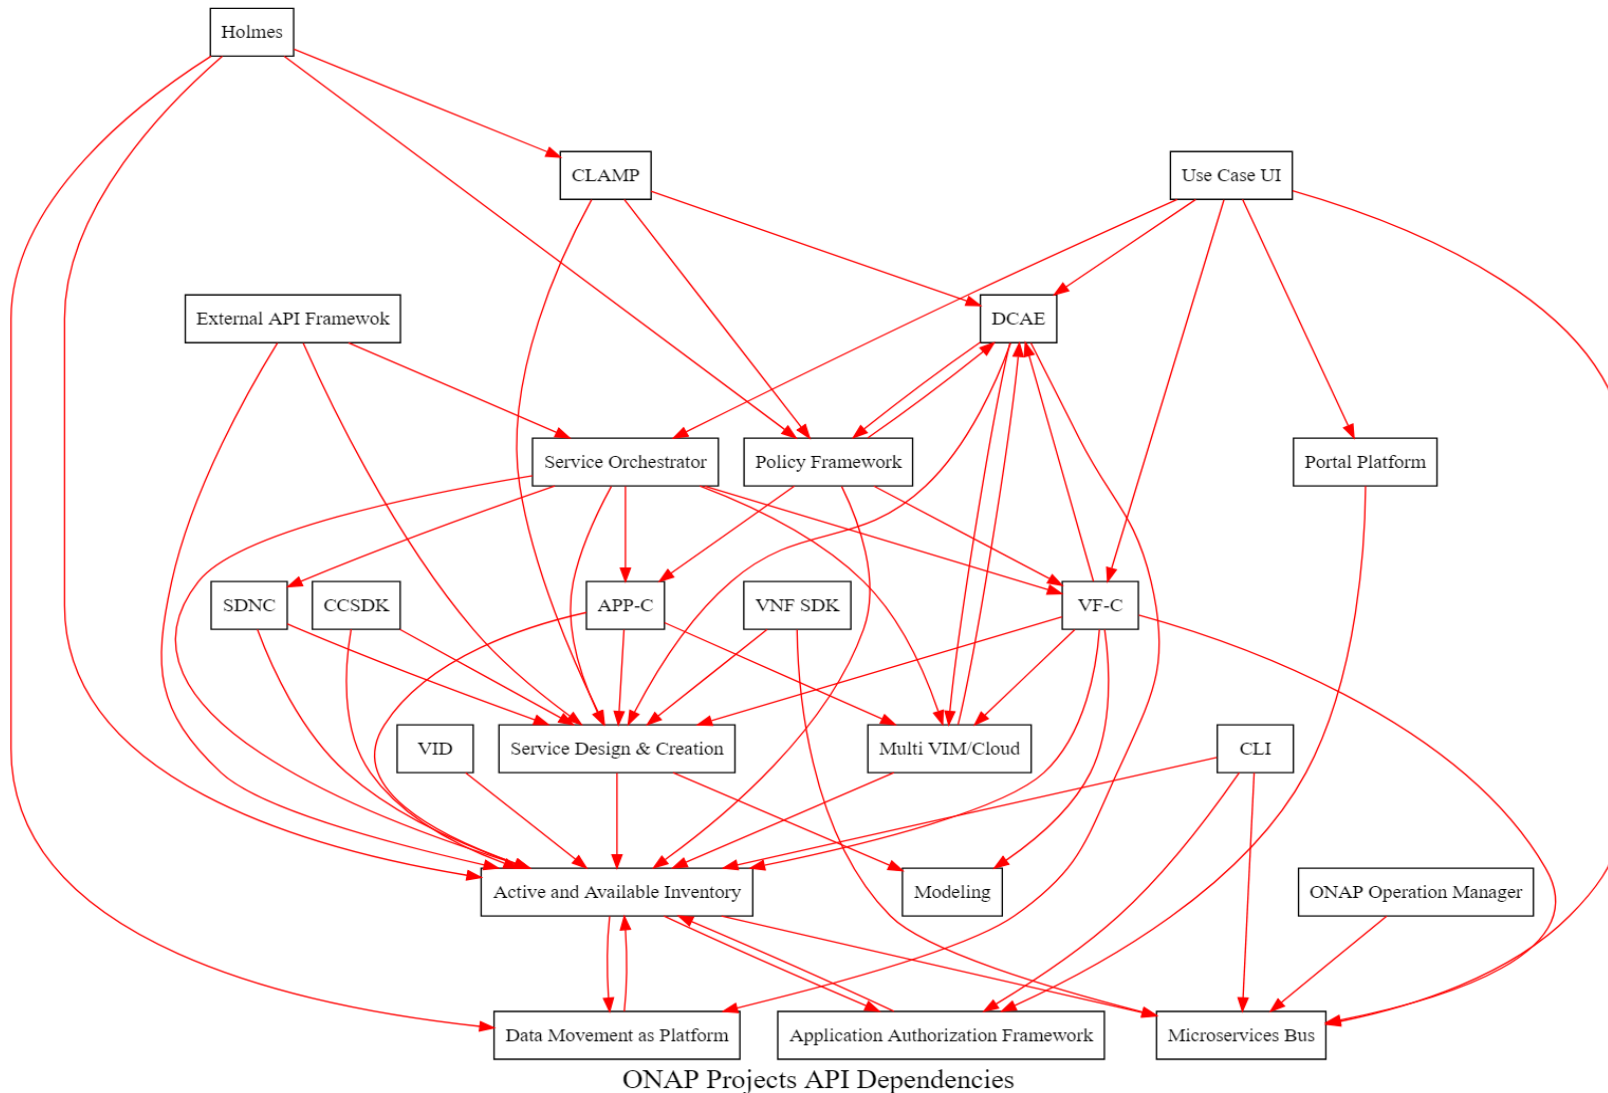 Holmes
CLAMP
Use Case UI
External API Framewok
DCAE
Service Orchestrator
Policy Framework
Portal Platform
SDNC
CCSDK
APP-C
VNF SDK
VF-C
VID
Service Design & Creation
Multi VIM/Cloud
CLI
Active and Available Inventory
Modeling
ONAP Operation Manager
Data Movement as Platform
Application Authorization Framework
Microservices Bus
ONAP Projects API Dependencies